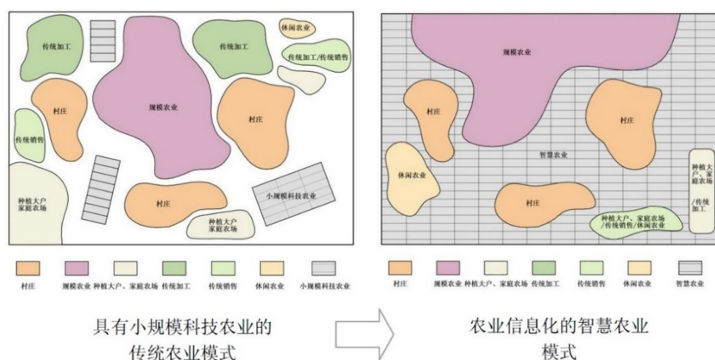 传统加工
传统加工
休闲农业
传统加工/传统销售
规模农业
村庄
村庄
传统销售
种植大户
家庭农场
村庄
种植大户
家庭农场
小规模科技农业
村庄
规模农业
种植大户、家庭农场
传统加工
传统销售
休闲农业
小规模科技农业
具有小规模科技农业的
传统农业模式
规模农业
村庄
村庄
智慧农业
休闲农业
村庄
种植大户、家庭农场
/传统加工
种植大户、家庭农场
/传统销售/休闲农业
村庄
规模农业
种植大户、家庭农场
传统加工
传统销售
休闲农业
智慧农业
农业信息化的智慧农业
模式